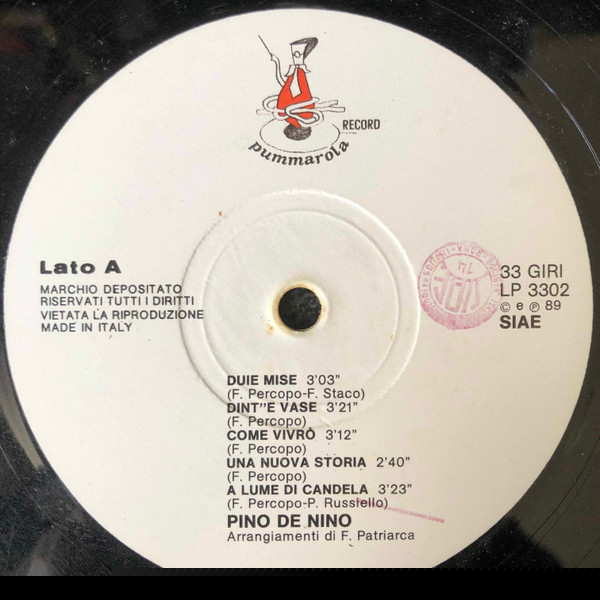 RECORD
pummarola
Lato A
MARCHIO DEPOSITATO
RISERVATI TUTTI I DIRITTI
VIETATA LA RIPRODUZIONE
MADE IN ITALY
33 GIRI
LP 3302
© e ℗ 89
SIAE
DUIE MISE 3'03"
(F. Percopo-F. Staco)
DINT''E VASE 3'21"
(F. Percopo)
COME VIVRÒ 3'12"
(F. Percopo)
UNA NUOVA STORIA 2'40"
(F. Percopo)
A LUME DI CANDELA 3'23"
(F. Percopo-P. Russiello)
PINO DE NINO
Arrangiamenti di F. Patriarca